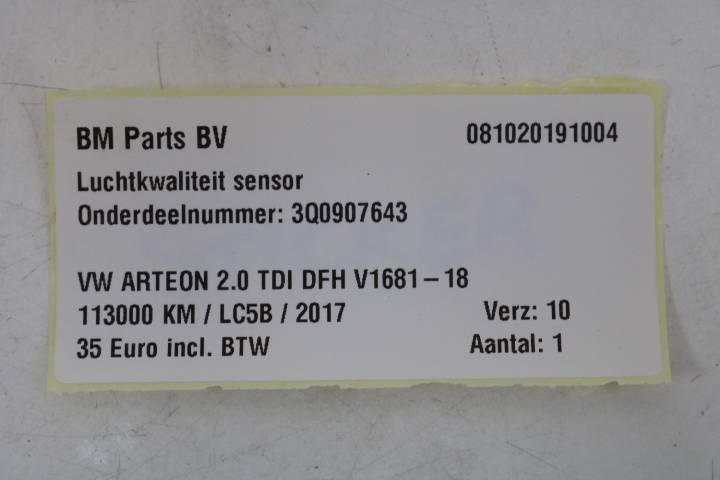 BM Parts BV 081020191004
Luchtkwaliteit sensor
Onderdeelnummer: 3Q0907643
VW ARTEON 2.0 TDI DFH V1681-18
113000 KM / LC5B / 2017 Verz: 10
35 Euro incl. BTW Aantal: 1